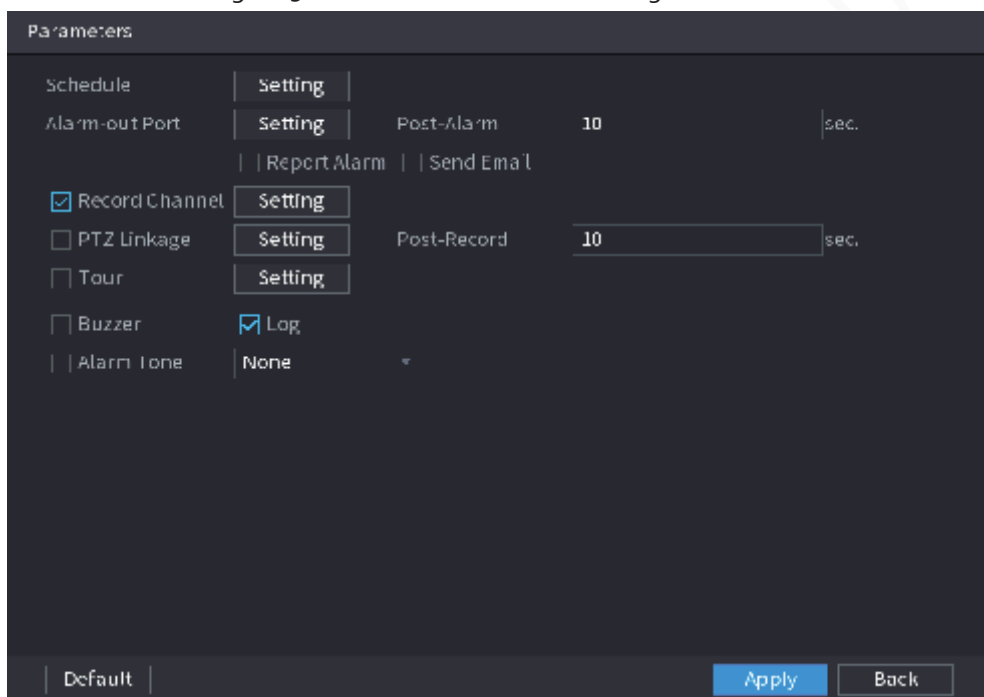 Parameters
Schedule Setting
Alarm-out Port Setting Post-Alarm 10 sec.
Report Alarm Send Email
Record Channel Setting
PTZ Linkage Setting Post-Record 10 sec.
Tour Setting
Buzzer Log
Alarm Tone None
Default Apply Back